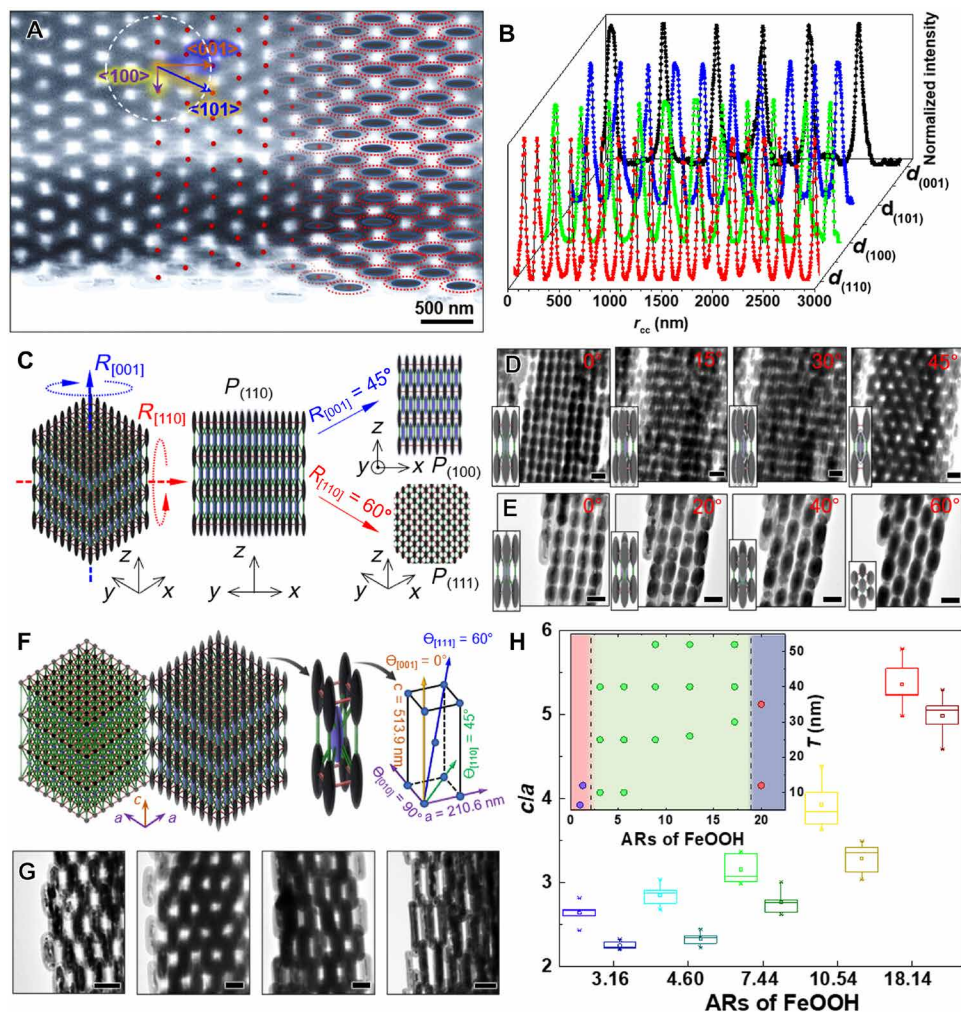 A
<001>
<100>
<101>
500 nm
B
Normalized intensity
d(001)
d(101)
d(100)
d(110)
0 500 1000 1500 2000 2500 3000
rcc (nm)
C
R[001]
R[110]
P(110)
R[001] = 45°
R[110] = 60°
z
y x
P(100)
z
y x
P(111)
z
y x
z
y x
D
0° 15° 30° 45°
E
0° 20° 40° 60°
F
c
a a
Θ[111] = 60°
Θ[001] = 0°
c = 513.9 nm
Θ[110] = 45°
Θ[010] = 90°
a = 210.6 nm
G
H
6
5
4
3
2
c/a
50
40
30
20
10
T (nm)
0 5 10 15 20
ARs of FeOOH
3.16 4.60 7.44 10.54 18.14
ARs of FeOOH